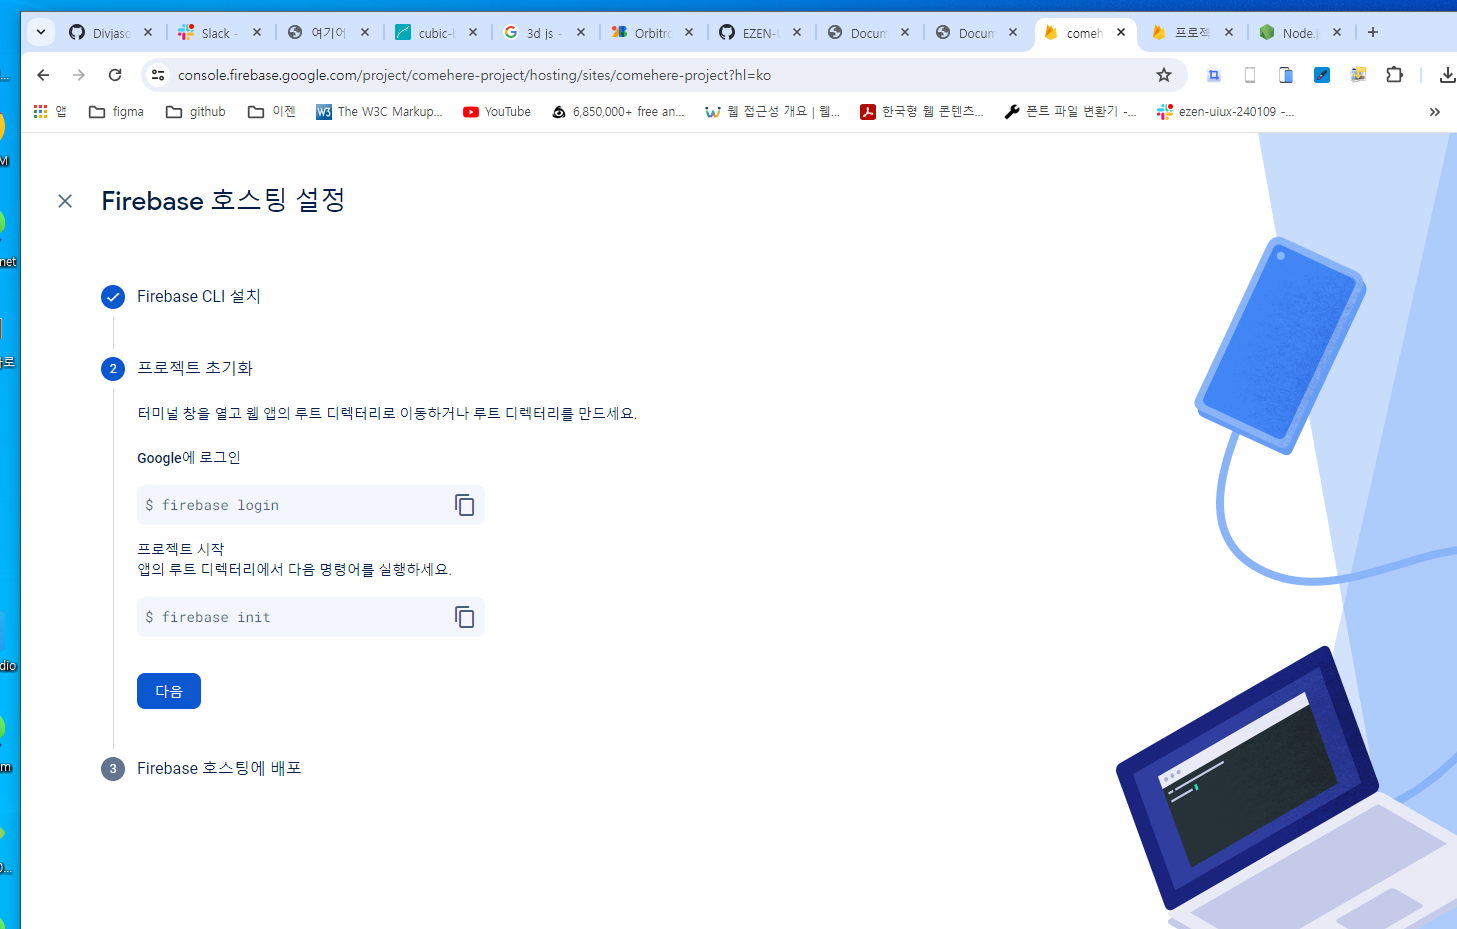 Divjaso
Slack -
여기어
cubic-b
3d js -
Orbitro
EZEN-U
Docum
Docum
comeh
프로젝
Node.j
console.firebase.google.com/project/comehere-project/hosting/sites/comehere-project?hl=ko
앱
figma
github
이젠
W3
The W3C Markup...
YouTube
6,850,000+ free an...
웹 접근성 개요 | 웹...
한국형 웹 콘텐츠...
폰트 파일 변환기 -...
ezen-uiux-240109 -...
Firebase 호스팅 설정
Firebase CLI 설치
2
프로젝트 초기화
터미널 창을 열고 웹 앱의 루트 디렉터리로 이동하거나 루트 디렉터리를 만드세요.
Google에 로그인
$ firebase login
프로젝트 시작
앱의 루트 디렉터리에서 다음 명령어를 실행하세요.
$ firebase init
다음
3
Firebase 호스팅에 배포
M
net
dio
m